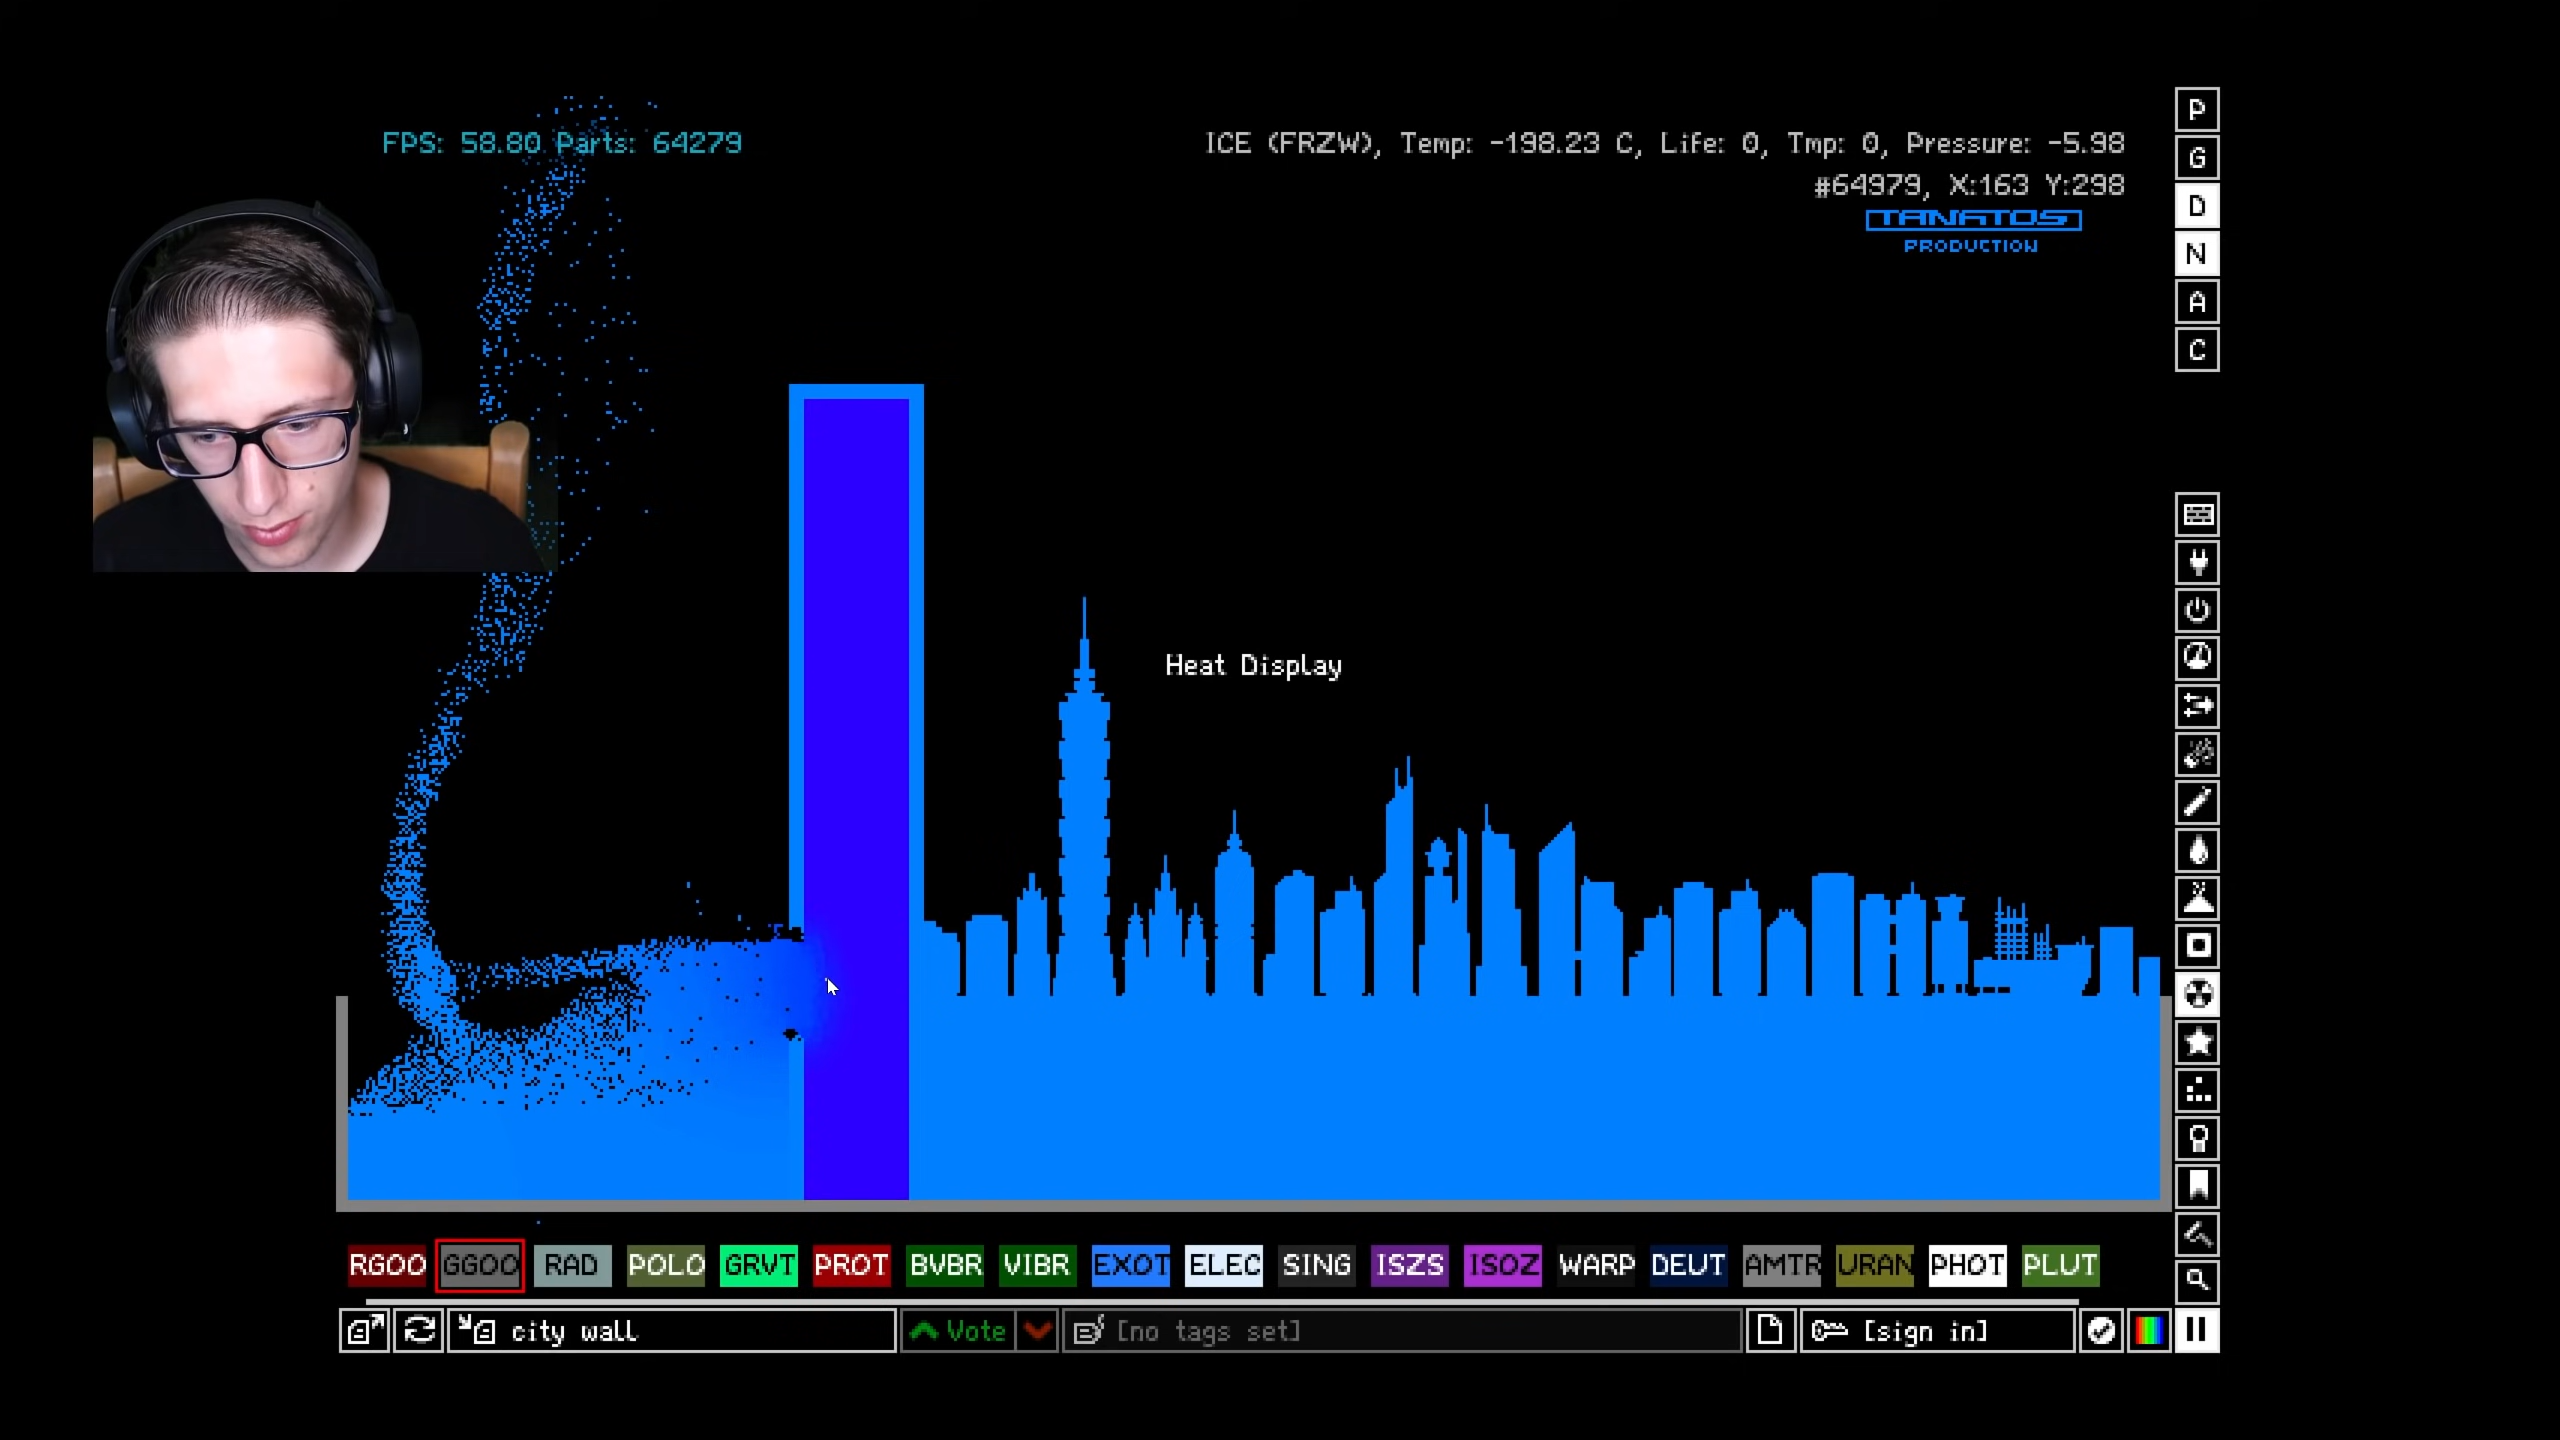 FPS: 58.80 Parts: 64279
ICE (FRZW), Temp: -198.23 C, Life: 0, Tmp: 0, Pressure: -5.98
#64979, X:163 Y:298
TANATOS
PRODUCTION
P
G
D
N
A
C
Heat Display
RGOO GGOO RAD POLO GRVT PROT BVBR VIBR EXOT ELEC SING ISZS ISOZ WARP DEUT AMTR URAN PHOT PLUT
city wall Vote [no tags set] [sign in]